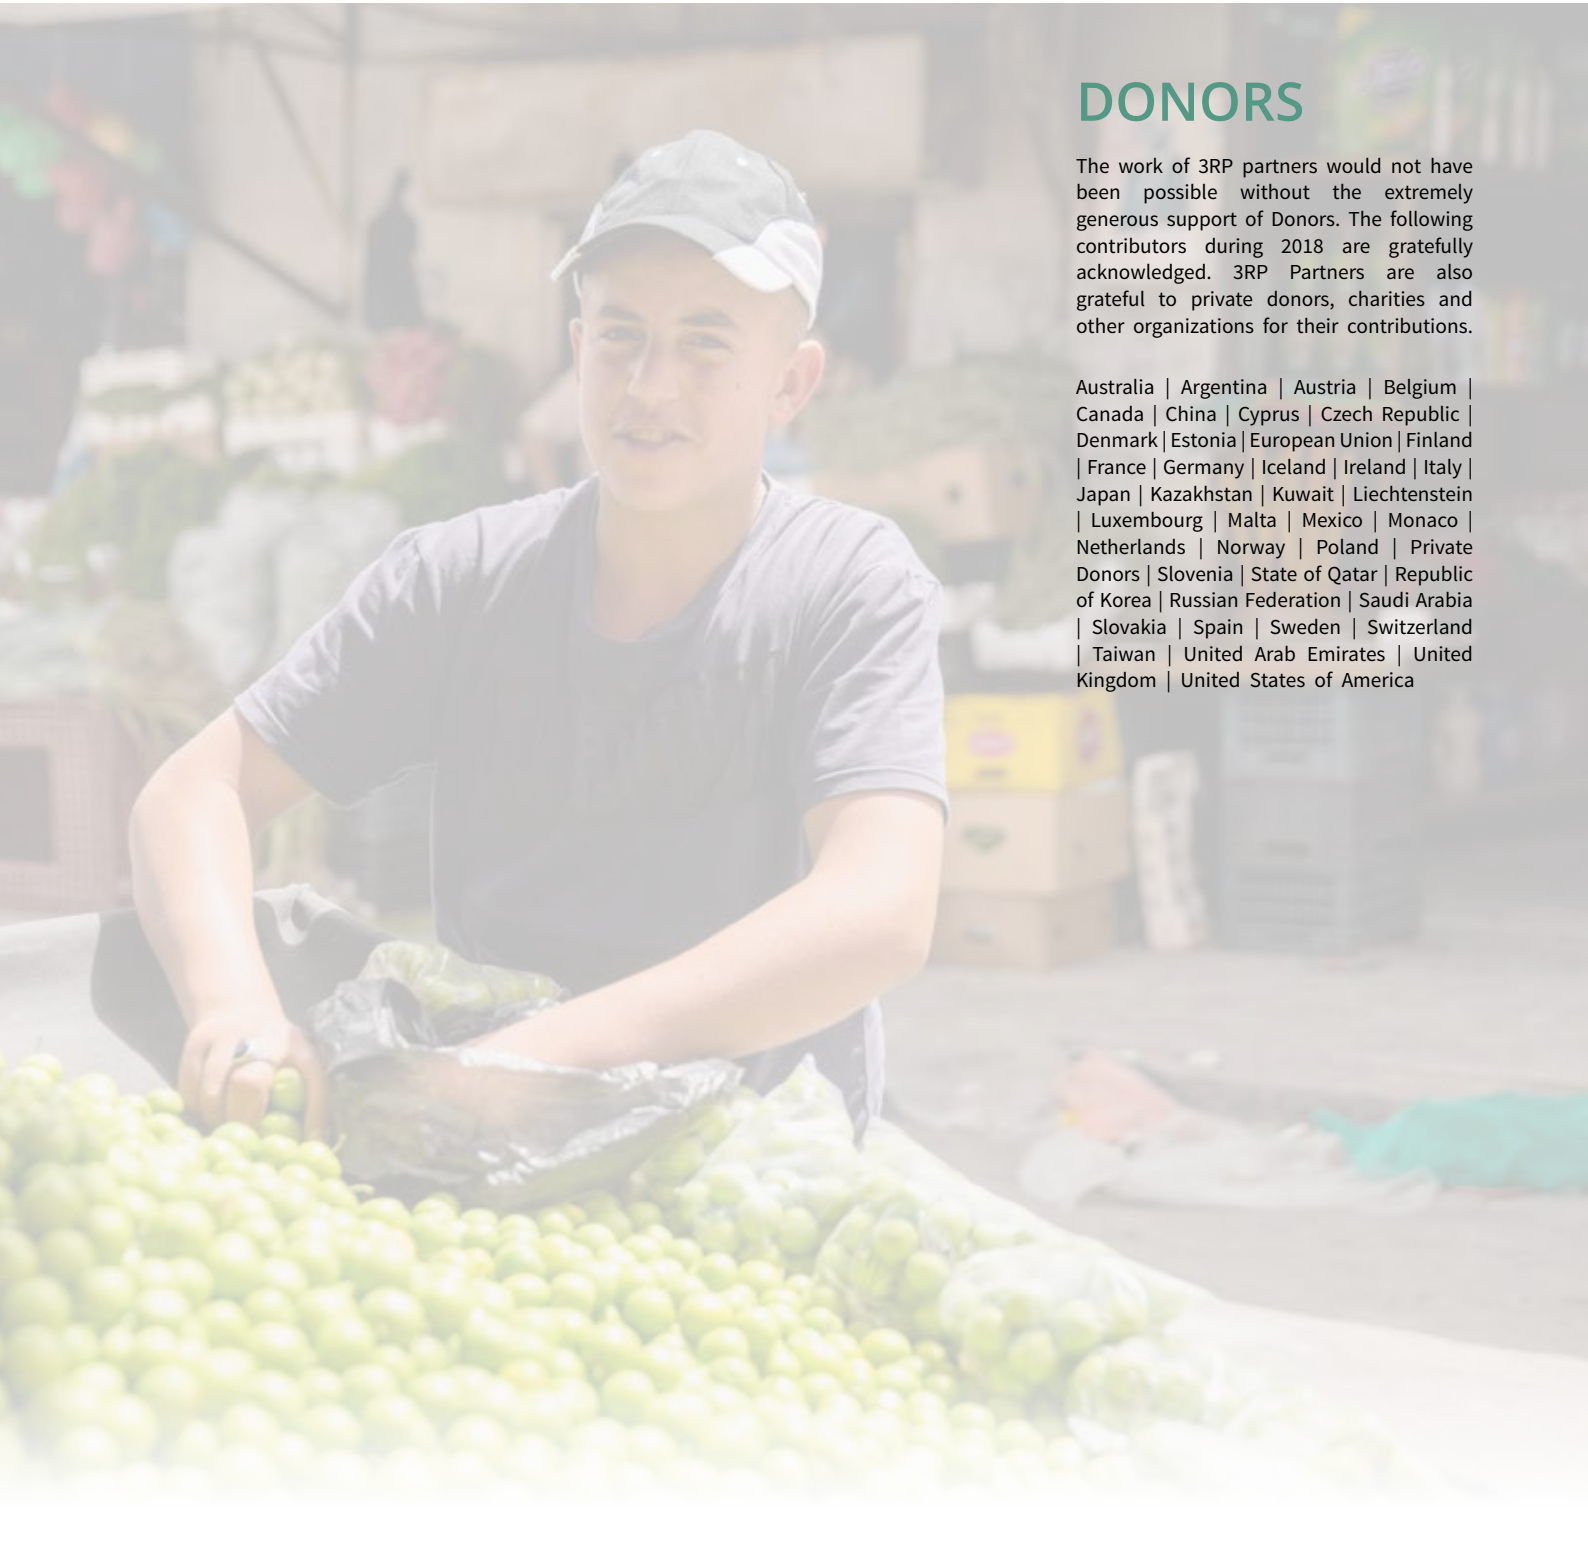 DONORS
The work of 3RP partners would not have
been possible without the extremely
generous support of Donors. The following
contributors during 2018 are gratefully
acknowledged. 3RP Partners are also
grateful to private donors, charities and
other organizations for their contributions.
Australia | Argentina | Austria | Belgium |
Canada | China | Cyprus | Czech Republic |
Denmark | Estonia | European Union | Finland
| France | Germany | Iceland | Ireland | Italy |
Japan | Kazakhstan | Kuwait | Liechtenstein
| Luxembourg | Malta | Mexico | Monaco |
Netherlands | Norway | Poland | Private
Donors | Slovenia | State of Qatar | Republic
of Korea | Russian Federation | Saudi Arabia
| Slovakia | Spain | Sweden | Switzerland
| Taiwan | United Arab Emirates | United
Kingdom | United States of America